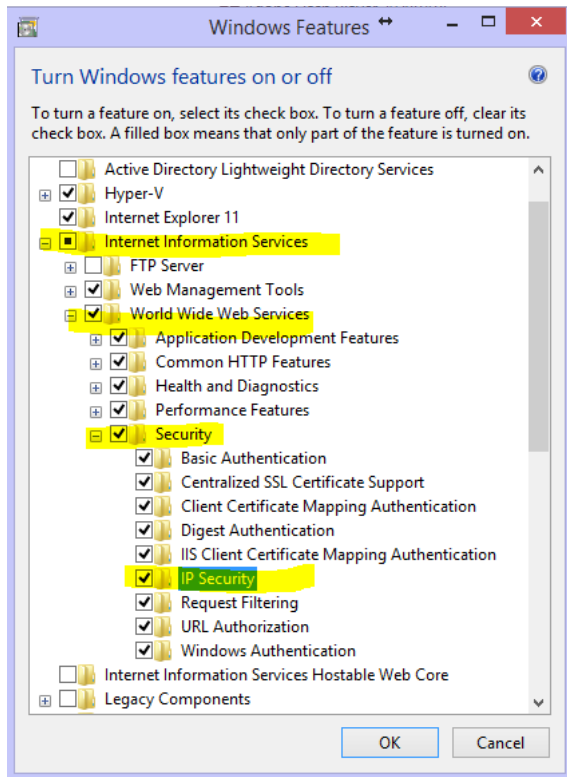 Windows Features
Turn Windows features on or off
To turn a feature on, select its check box. To turn a feature off, clear its
check box. A filled box means that only part of the feature is turned on.
Active Directory Lightweight Directory Services
Hyper-V
Internet Explorer 11
Internet Information Services
FTP Server
Web Management Tools
World Wide Web Services
Application Development Features
Common HTTP Features
Health and Diagnostics
Performance Features
Security
Basic Authentication
Centralized SSL Certificate Support
Client Certificate Mapping Authentication
Digest Authentication
IIS Client Certificate Mapping Authentication
IP Security
Request Filtering
URL Authorization
Windows Authentication
Internet Information Services Hostable Web Core
Legacy Components
OK
Cancel